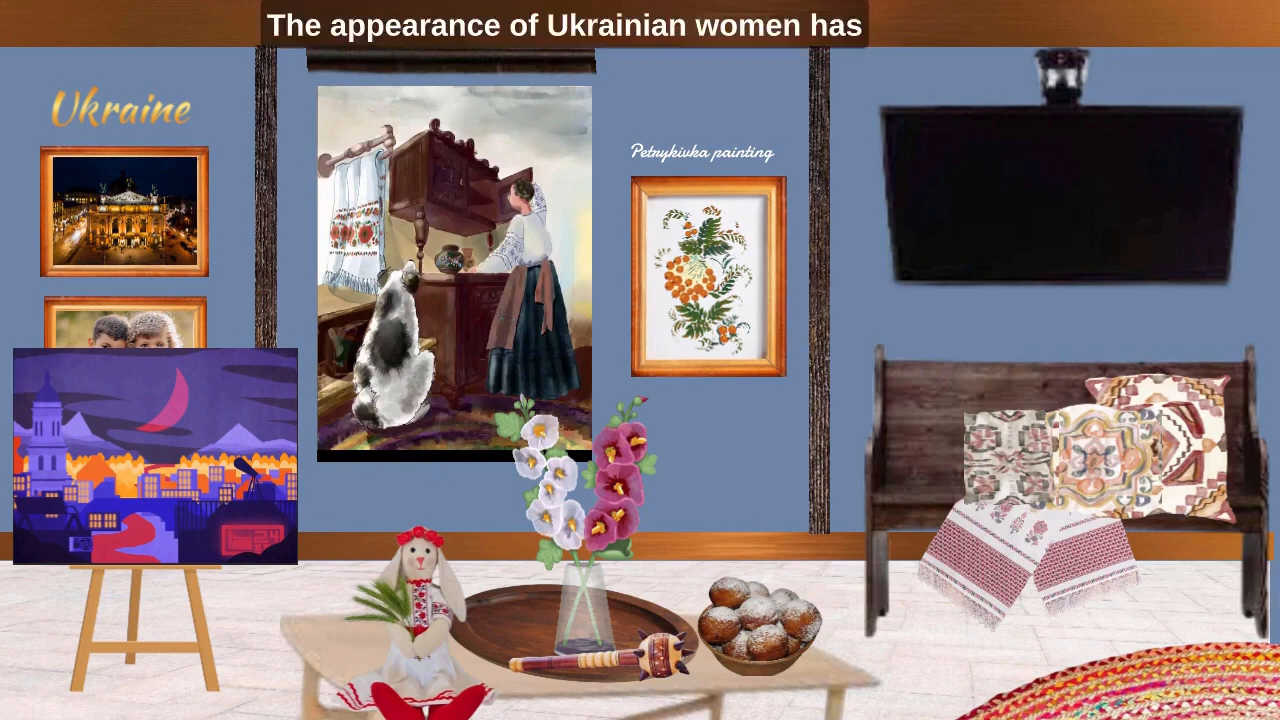 The appearance of Ukrainian women has
Ukraine
Petrykivka painting